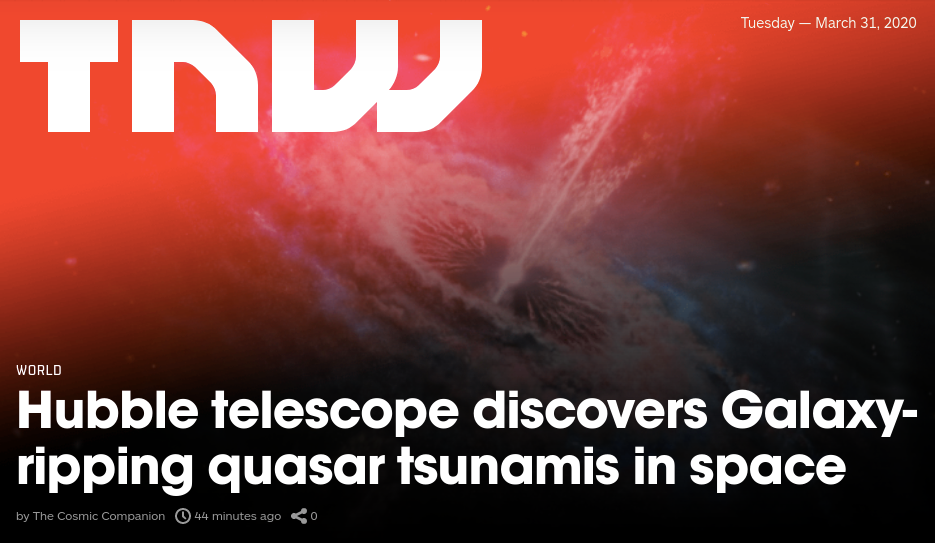 TNW
Tuesday — March 31, 2020
WORLD
Hubble telescope discovers Galaxy-
ripping quasar tsunamis in space
by The Cosmic Companion 44 minutes ago 0